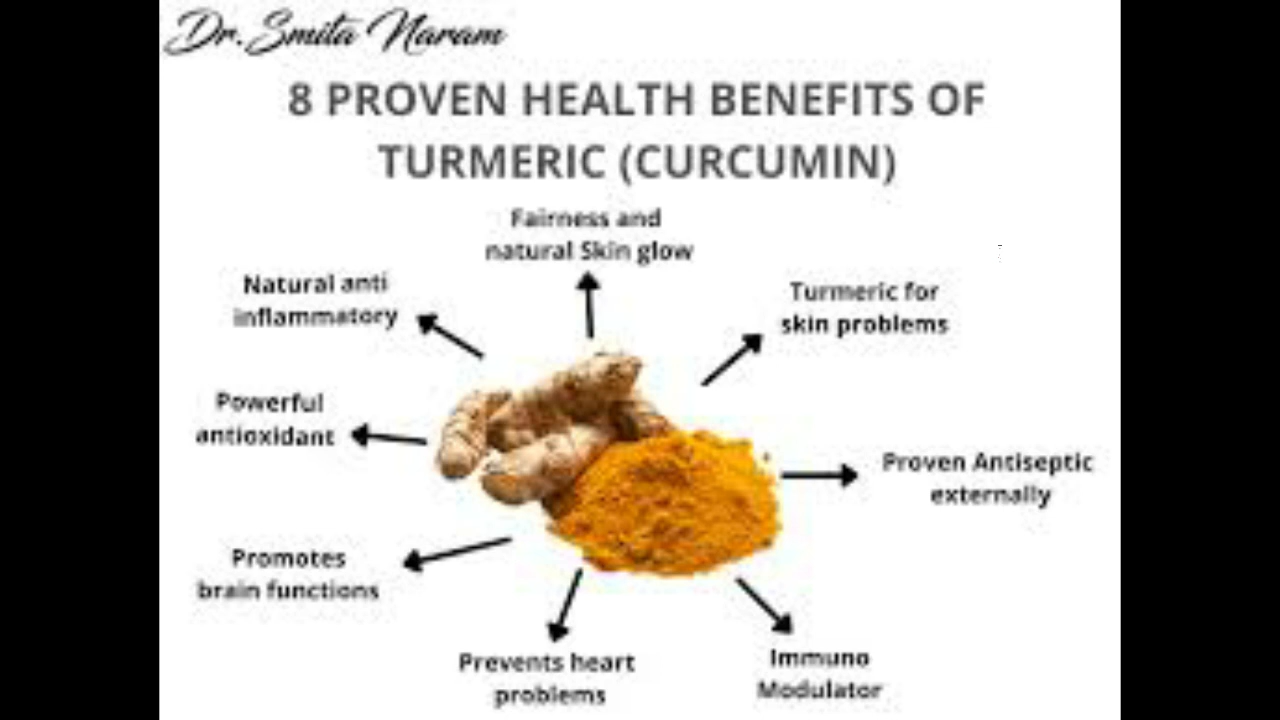 Dr. Smita Naram
8 PROVEN HEALTH BENEFITS OF
TURMERIC (CURCUMIN)
Fairness and
natural Skin glow
Natural anti
inflammatory
Turmeric for
skin problems
Powerful
antioxidant
Proven Antiseptic
externally
Promotes
brain functions
Prevents heart
problems
Immuno
Modulator